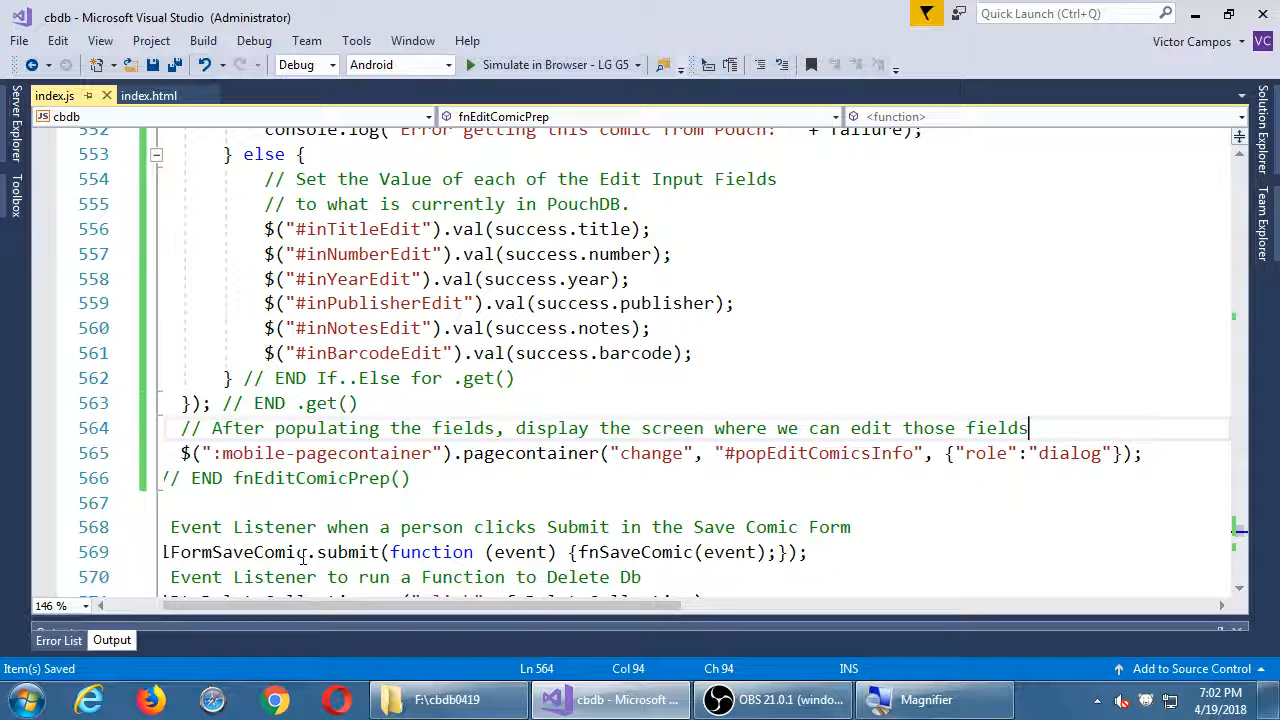 cbdb - Microsoft Visual Studio (Administrator)
Quick Launch (Ctrl+Q)
File Edit View Project Build Debug Team Tools Window Help
Victor Campos VC
Debug Android Simulate in Browser - LG G5
index.js index.html
JS cbdb fnEditComicPrep <function>
Server Explorer
Toolbox
Solution Explorer
Team Explorer
552 console.log("Error getting this comic from Pouch: " + failure);
553 } else {
554 // Set the Value of each of the Edit Input Fields
555 // to what is currently in PouchDB.
556 $("#inTitleEdit").val(success.title);
557 $("#inNumberEdit").val(success.number);
558 $("#inYearEdit").val(success.year);
559 $("#inPublisherEdit").val(success.publisher);
560 $("#inNotesEdit").val(success.notes);
561 $("#inBarcodeEdit").val(success.barcode);
562 } // END If..Else for .get()
563 }); // END .get()
564 // After populating the fields, display the screen where we can edit those fields
565 $(":mobile-pagecontainer").pagecontainer("change", "#popEditComicsInfo", {"role":"dialog"});
566 // END fnEditComicPrep()
567
568 Event Listener when a person clicks Submit in the Save Comic Form
569 lFormSaveComic.submit(function (event) {fnSaveComic(event);});
570 Event Listener to run a Function to Delete Db
146 %
Error List Output
Item(s) Saved Ln 564 Col 94 Ch 94 INS Add to Source Control
F:\cbdb0419 cbdb - Microsoft ... OBS 21.0.1 (windo... Magnifier
7:02 PM
4/19/2018